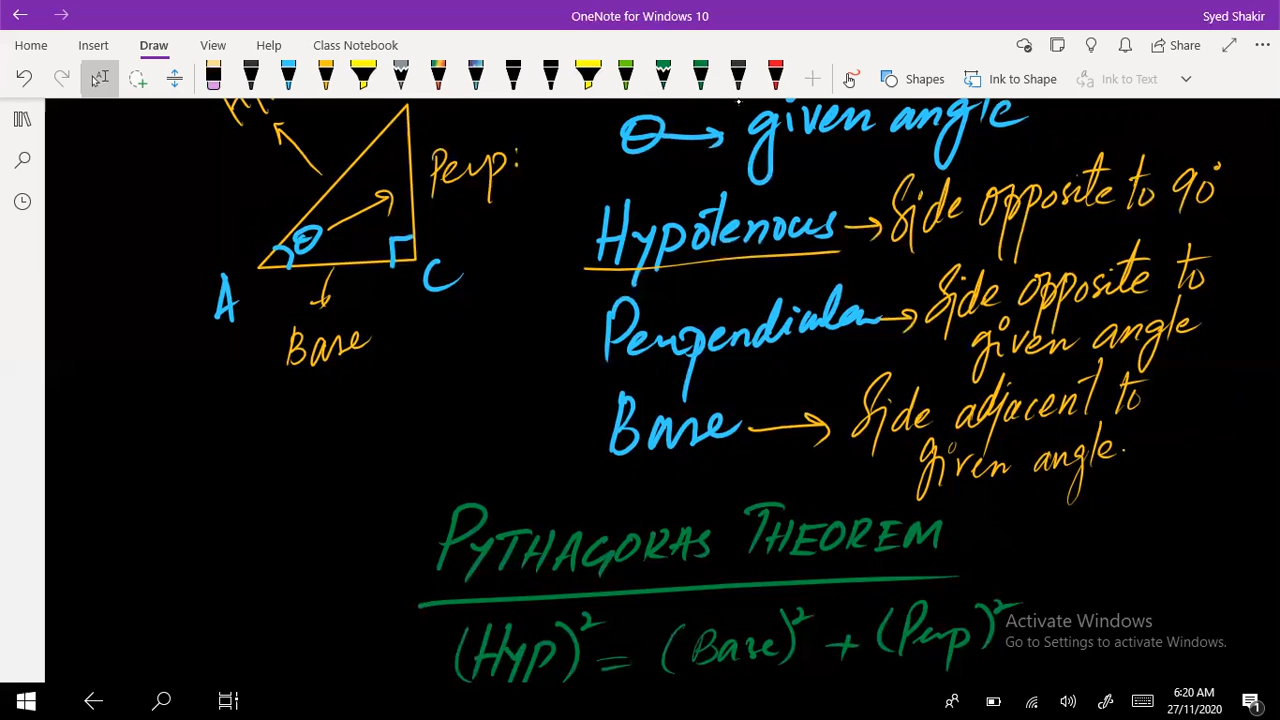 OneNote for Windows 10
Syed Shakir
Home Insert Draw View Help Class Notebook
Share
Shapes Ink to Shape Ink to Text
θ → given angle
Hypotenous → Side opposite to 90°
Perpendicular → Side opposite to
given angle
Base → Side adjacent to
given angle.
Perp:
θ
A
C
Base
PYTHAGORAS THEOREM
(Hyp)² = (Base)² + (Perp)²
Activate Windows
Go to Settings to activate Windows.
6:20 AM
27/11/2020
1